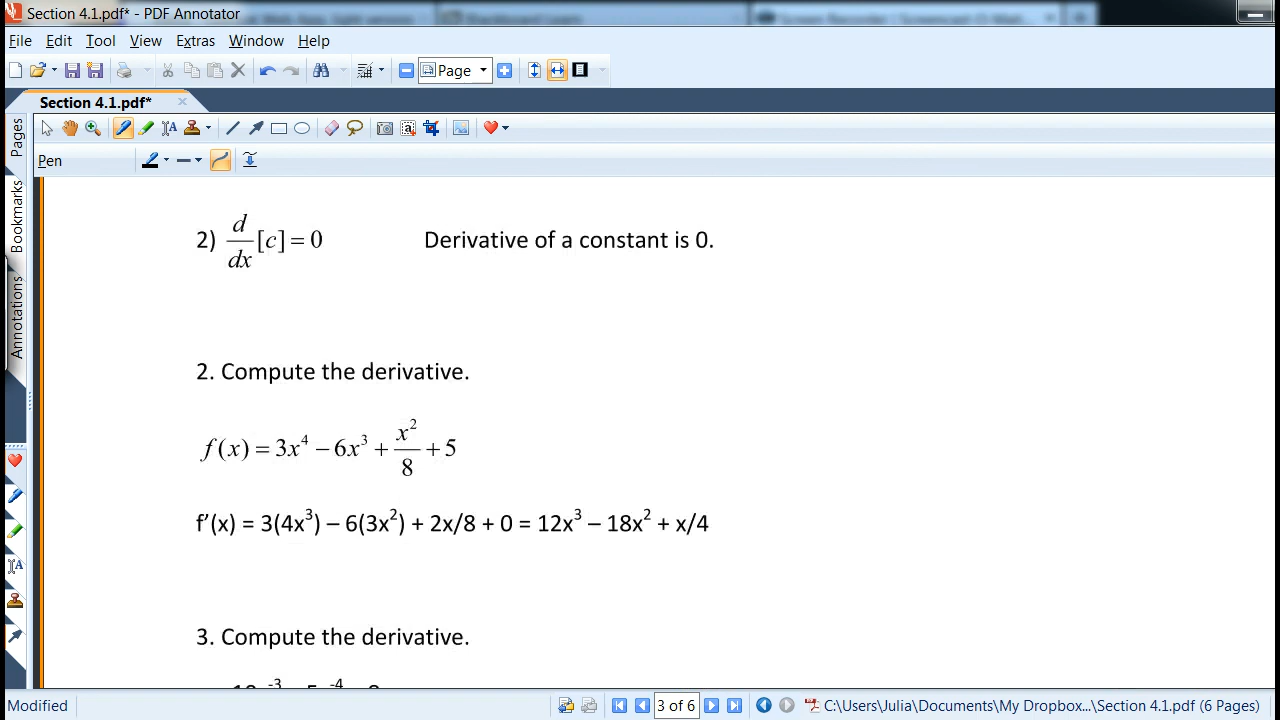 Section 4.1.pdf* - PDF Annotator
File Edit Tool View Extras Window Help
Page
Section 4.1.pdf*
Pen
Pages
Bookmarks
Annotations
2) d/dx [c] = 0 Derivative of a constant is 0.
2. Compute the derivative.
f(x) = 3x⁴ − 6x³ + x²/8 + 5
f’(x) = 3(4x³) – 6(3x²) + 2x/8 + 0 = 12x³ – 18x² + x/4
3. Compute the derivative.
Modified 3 of 6 C:\Users\Julia\Documents\My Dropbox...\Section 4.1.pdf (6 Pages)